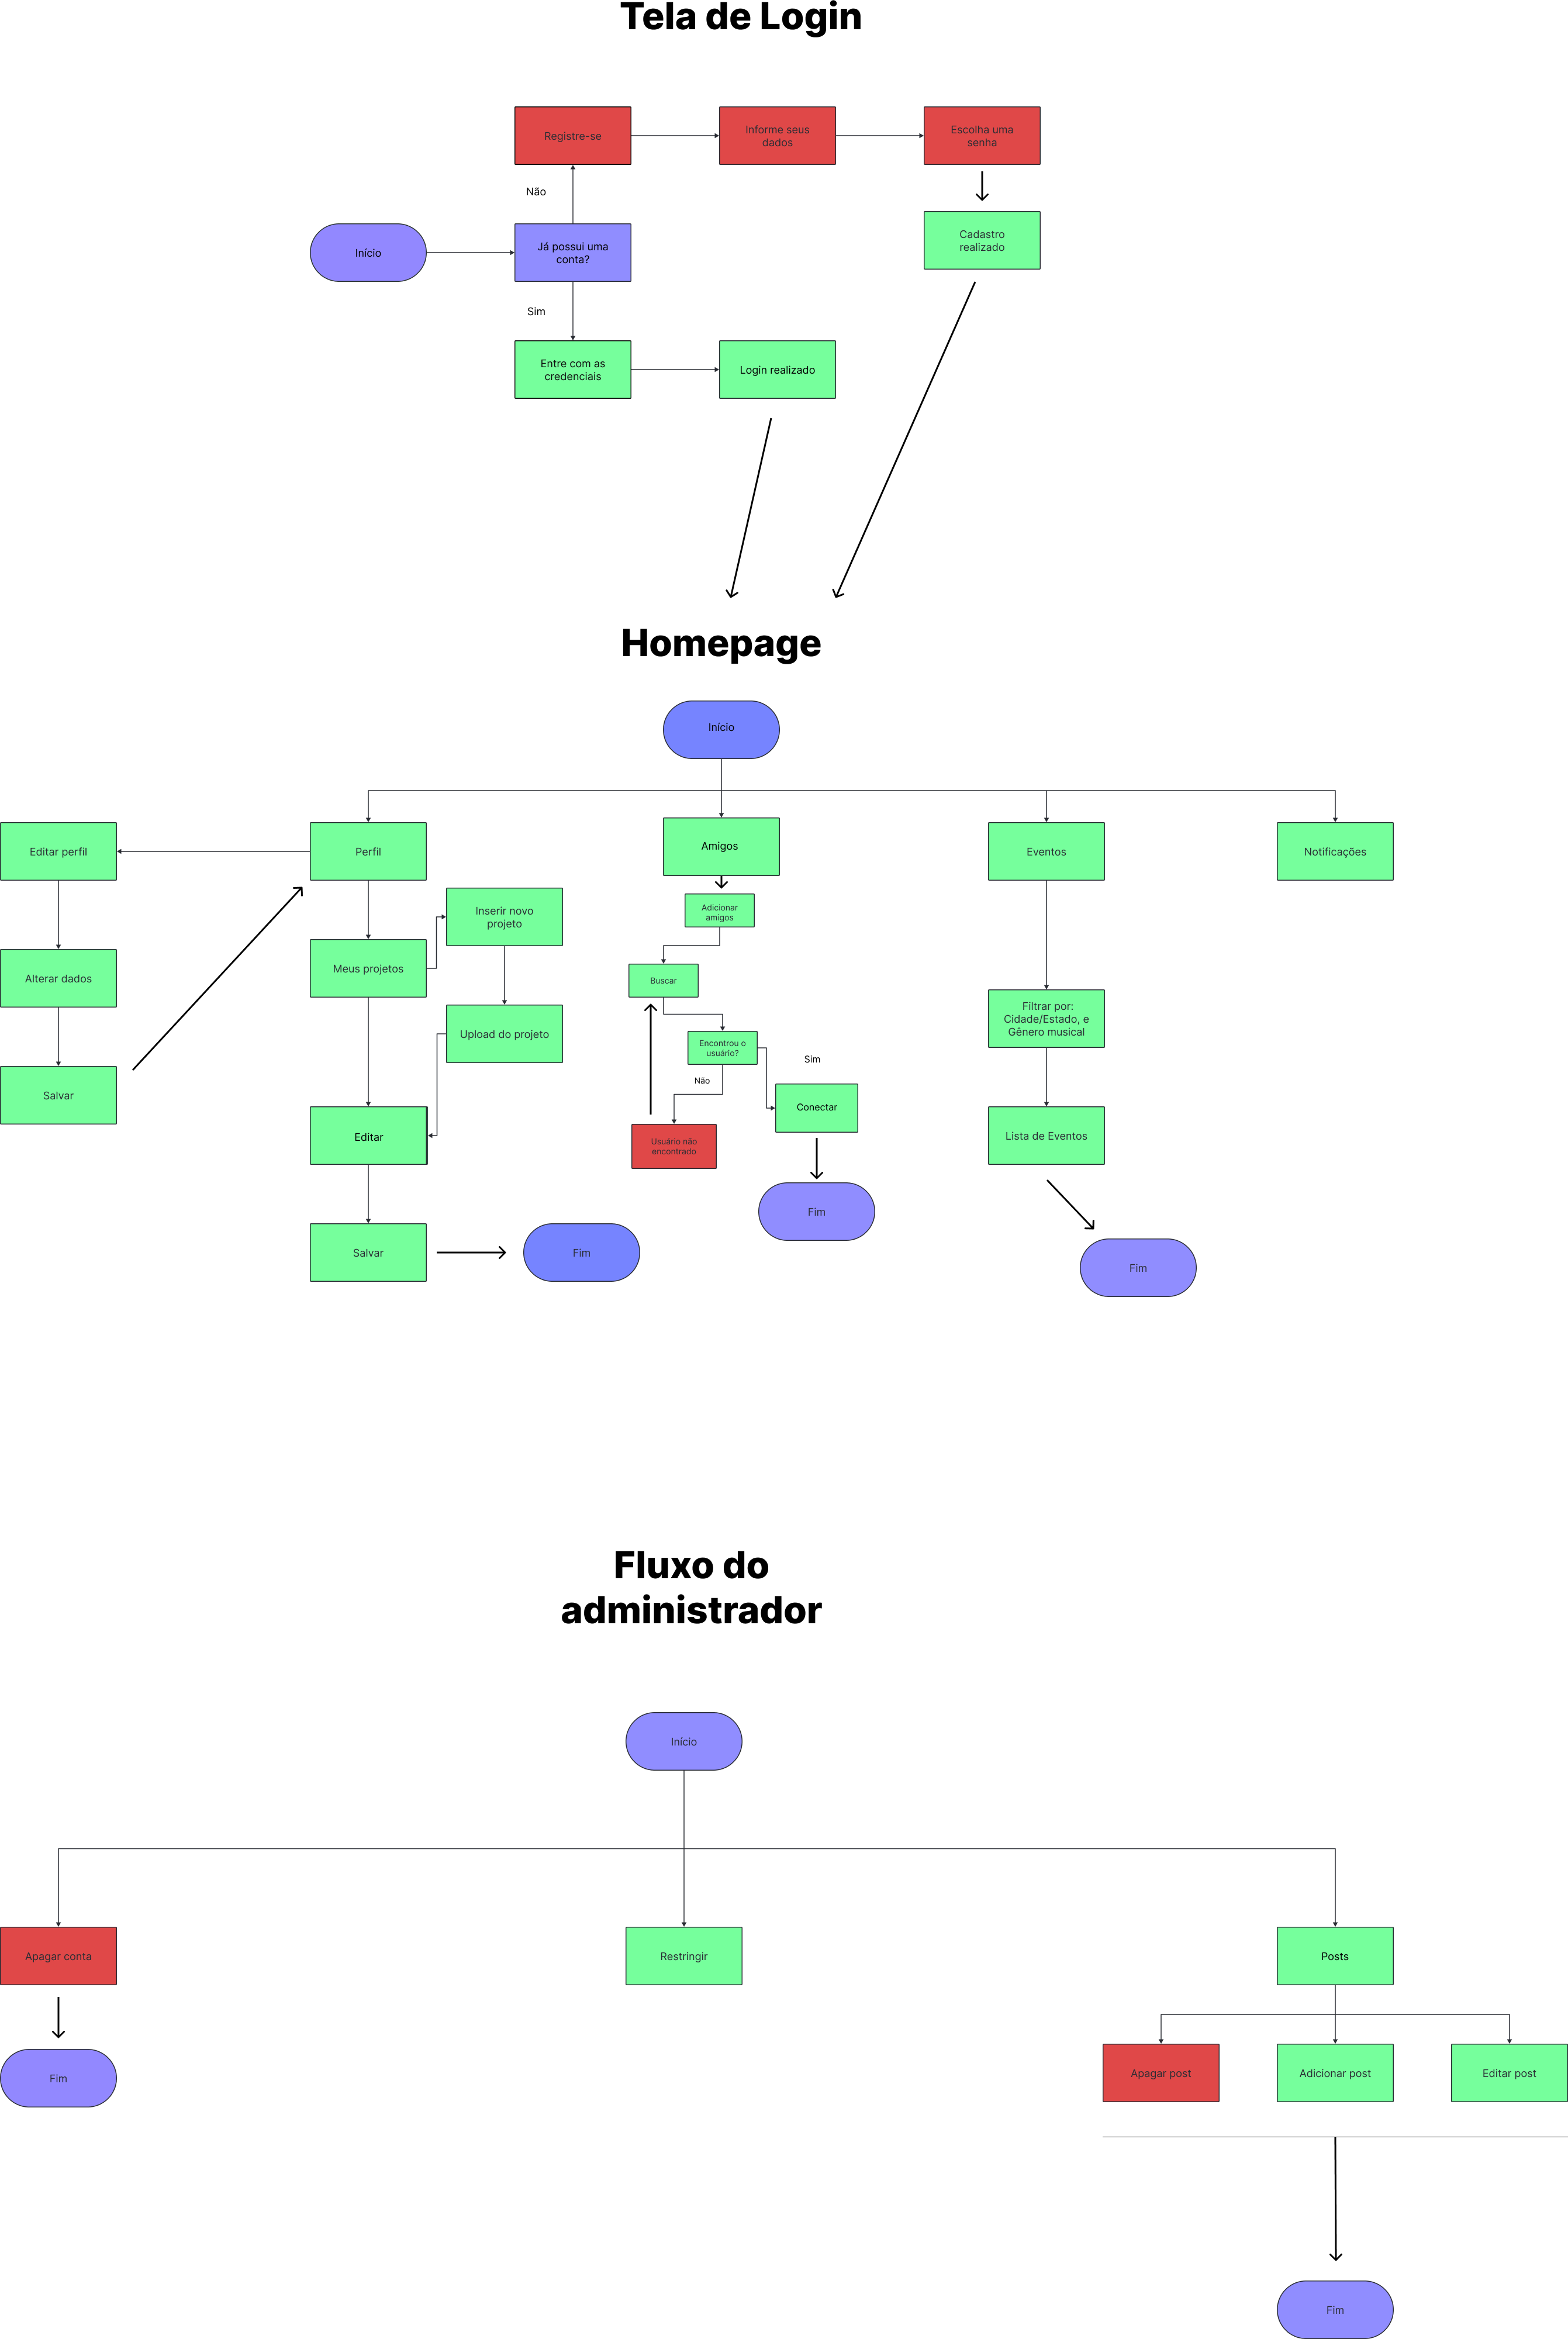 Tela de Login
Registre-se
Informe seus
dados
Escolha uma
senha
Não
Cadastro
realizado
Início
Já possui uma
conta?
Sim
Entre com as
credenciais
Login realizado
Homepage
Início
Editar perfil
Perfil
Amigos
Eventos
Notificações
Inserir novo
projeto
Adicionar
amigos
Alterar dados
Meus projetos
Buscar
Filtrar por:
Cidade/Estado, e
Gênero musical
Upload do projeto
Encontrou o
usuário?
Sim
Não
Salvar
Conectar
Editar
Usuário não
encontrado
Lista de Eventos
Fim
Salvar
Fim
Fim
Fluxo do
administrador
Início
Apagar conta
Restringir
Posts
Fim
Apagar post
Adicionar post
Editar post
Fim